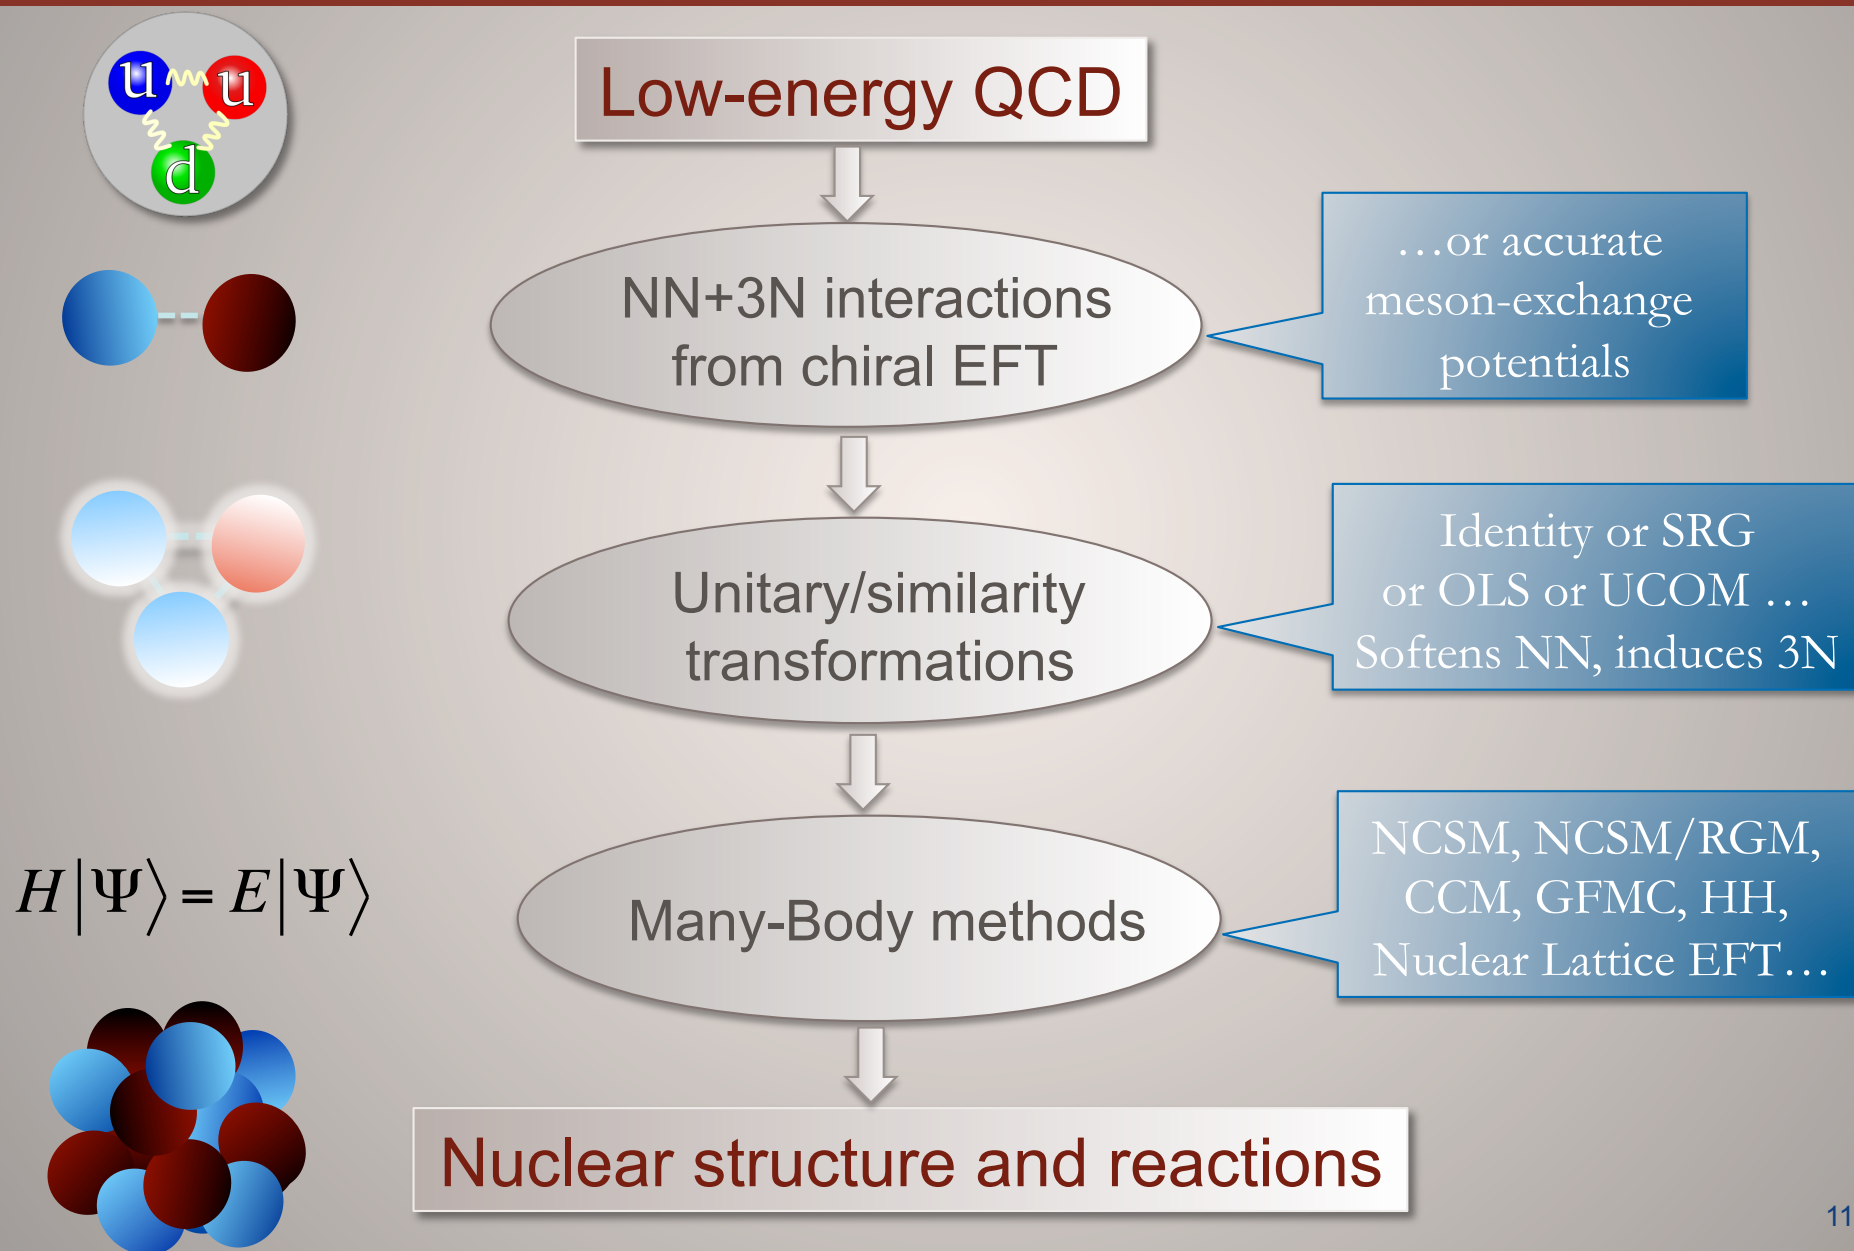 u u
d
Low-energy QCD
NN+3N interactions
from chiral EFT
…or accurate
meson-exchange
potentials
Unitary/similarity
transformations
Identity or SRG
or OLS or UCOM …
Softens NN, induces 3N
H|Ψ⟩ = E|Ψ⟩
Many-Body methods
NCSM, NCSM/RGM,
CCM, GFMC, HH,
Nuclear Lattice EFT…
Nuclear structure and reactions
11